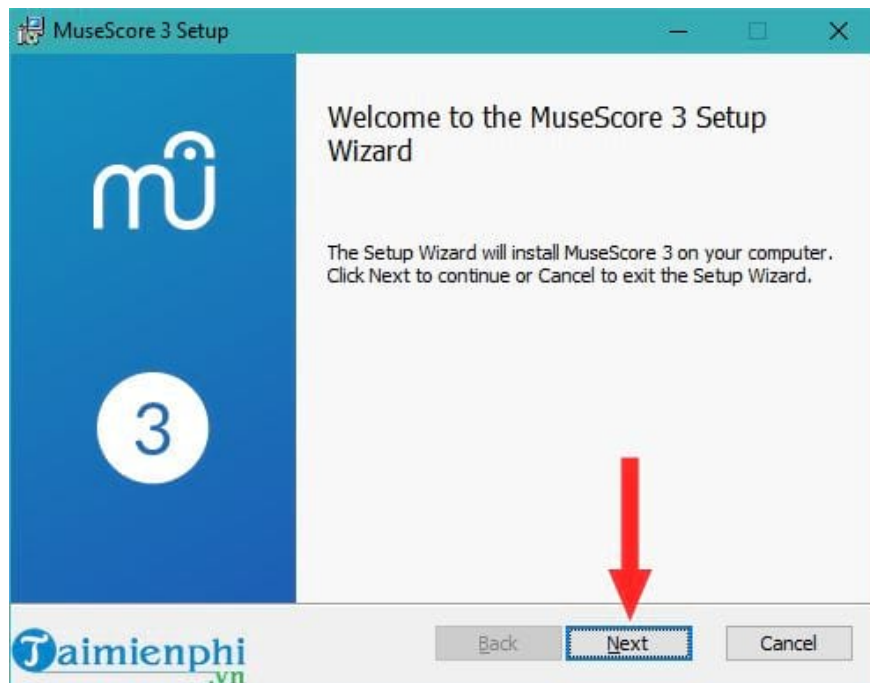 MuseScore 3 Setup
Welcome to the MuseScore 3 Setup
Wizard
The Setup Wizard will install MuseScore 3 on your computer.
Click Next to continue or Cancel to exit the Setup Wizard.
mu
3
Back
Next
Cancel
Taimienphi
.vn